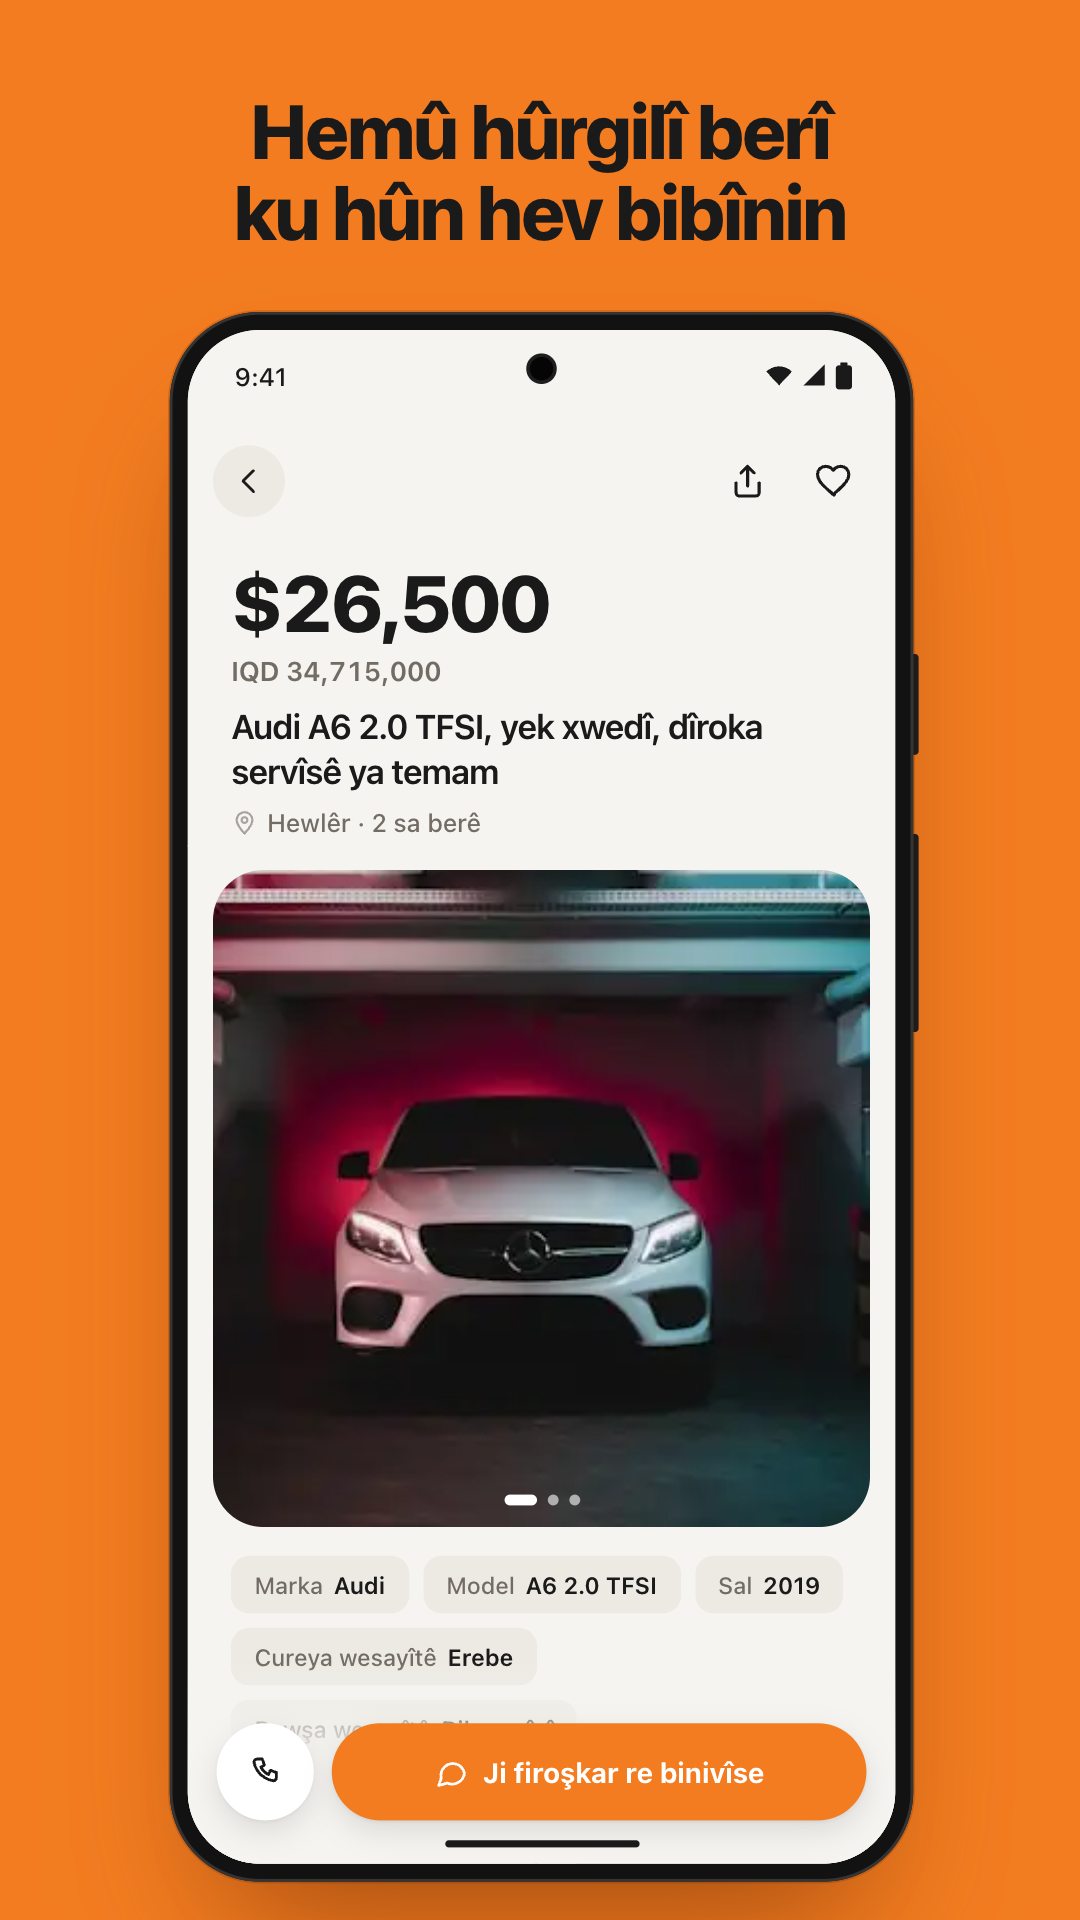 Hemû hûrgilî berî
ku hûn hev bibînin
9:41
$26,500
IQD 34,715,000
Audi A6 2.0 TFSI, yek xwedî, dîroka
servîsê ya temam
Hewlêr · 2 sa berê
Marka Audi
Model A6 2.0 TFSI
Sal 2019
Cureya wesayîtê Erebe
Ji firoşkar re binivîse